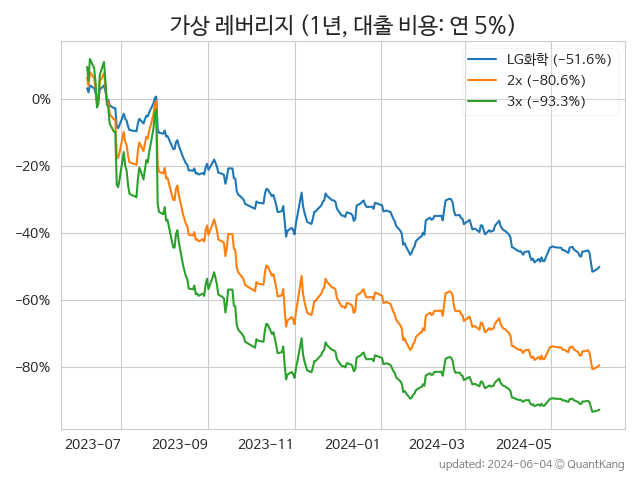 가상 레버리지 (1년, 대출 비용: 연 5%)
LG화학 (−51.6%)
2x (−80.6%)
3x (−93.3%)
0%
−20%
−40%
−60%
−80%
2023-07 2023-09 2023-11 2024-01 2024-03 2024-05
updated: 2024-06-04 © QuantKang